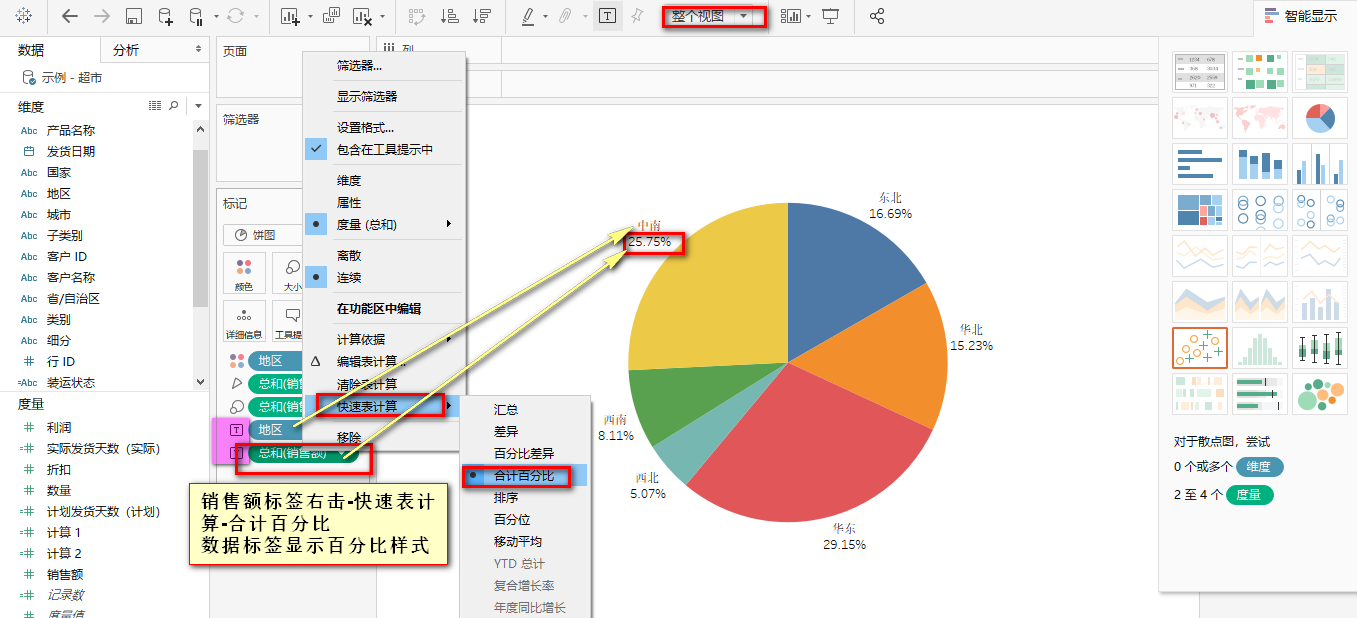 整个视图
智能显示
数据
分析
示例 - 超市
维度
Abc 产品名称
发货日期
Abc 国家
Abc 地区
Abc 城市
Abc 子类别
Abc 客户 ID
Abc 客户名称
Abc 省/自治区
Abc 类别
Abc 细分
行 ID
=Abc 装运状态
度量
利润
实际发货天数（实际）
折扣
数量
计划发货天数（计划）
计算 1
计算 2
销售额
记录数
度量值
页面
筛选器
标记
饼图
颜色
大小
详细信息
工具提
地区
总和(销售
总和(销售
地区
总和(销售额)
列
筛选器...
显示筛选器
设置格式...
包含在工具提示中
维度
属性
度量 (总和)
离散
连续
在功能区中编辑
计算依据
编辑表计算...
清除表计算
快速表计算
移除
汇总
差异
百分比差异
合计百分比
排序
百分位
移动平均
YTD 总计
复合增长率
年度同比增长
销售额标签右击-快速表计
算-合计百分比
数据标签显示百分比样式
东北
16.69%
中南
25.75%
华北
15.23%
西南
8.11%
西北
5.07%
华东
29.15%
对于散点图，尝试
0 个或多个 维度
2 至 4 个 度量